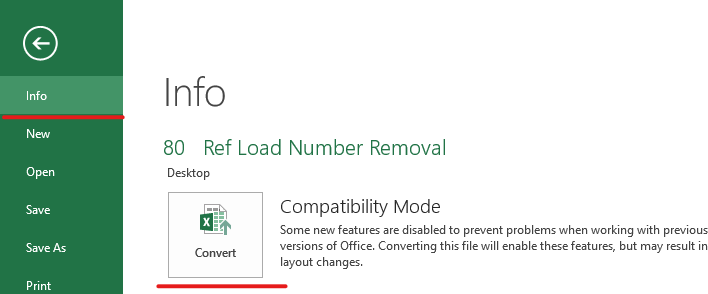 Info
Info
New
80 Ref Load Number Removal
Open
Desktop
Save
Convert
Compatibility Mode
Some new features are disabled to prevent problems when working with previous
versions of Office. Converting this file will enable these features, but may result in
layout changes.
Save As
Print